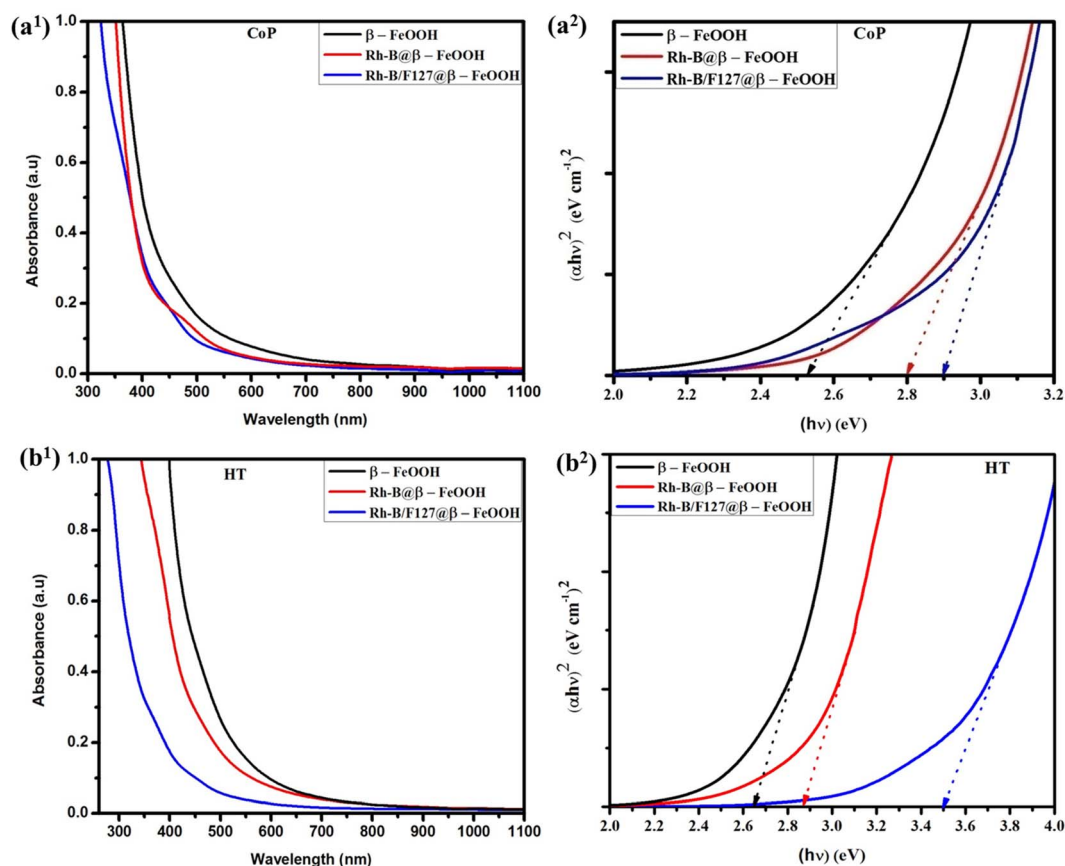 (a¹)
CoP
β – FeOOH
Rh-B@β – FeOOH
Rh-B/F127@β – FeOOH
1.0
0.8
0.6
0.4
0.2
0.0
Absorbance (a.u)
300 400 500 600 700 800 900 1000 1100
Wavelength (nm)
(a²)
β – FeOOH
CoP
Rh-B@β – FeOOH
Rh-B/F127@β – FeOOH
(αhν)² (eV cm⁻¹)²
2.0 2.2 2.4 2.6 2.8 3.0 3.2
(hν) (eV)
(b¹)
HT
β – FeOOH
Rh-B@β – FeOOH
Rh-B/F127@β – FeOOH
1.0
0.8
0.6
0.4
0.2
0.0
Absorbance (a.u)
300 400 500 600 700 800 900 1000 1100
Wavelength (nm)
(b²)
β – FeOOH
HT
Rh-B@β – FeOOH
Rh-B/F127@β – FeOOH
(αhν)² (eV cm⁻¹)²
2.0 2.2 2.4 2.6 2.8 3.0 3.2 3.4 3.6 3.8 4.0
(hν) (eV)